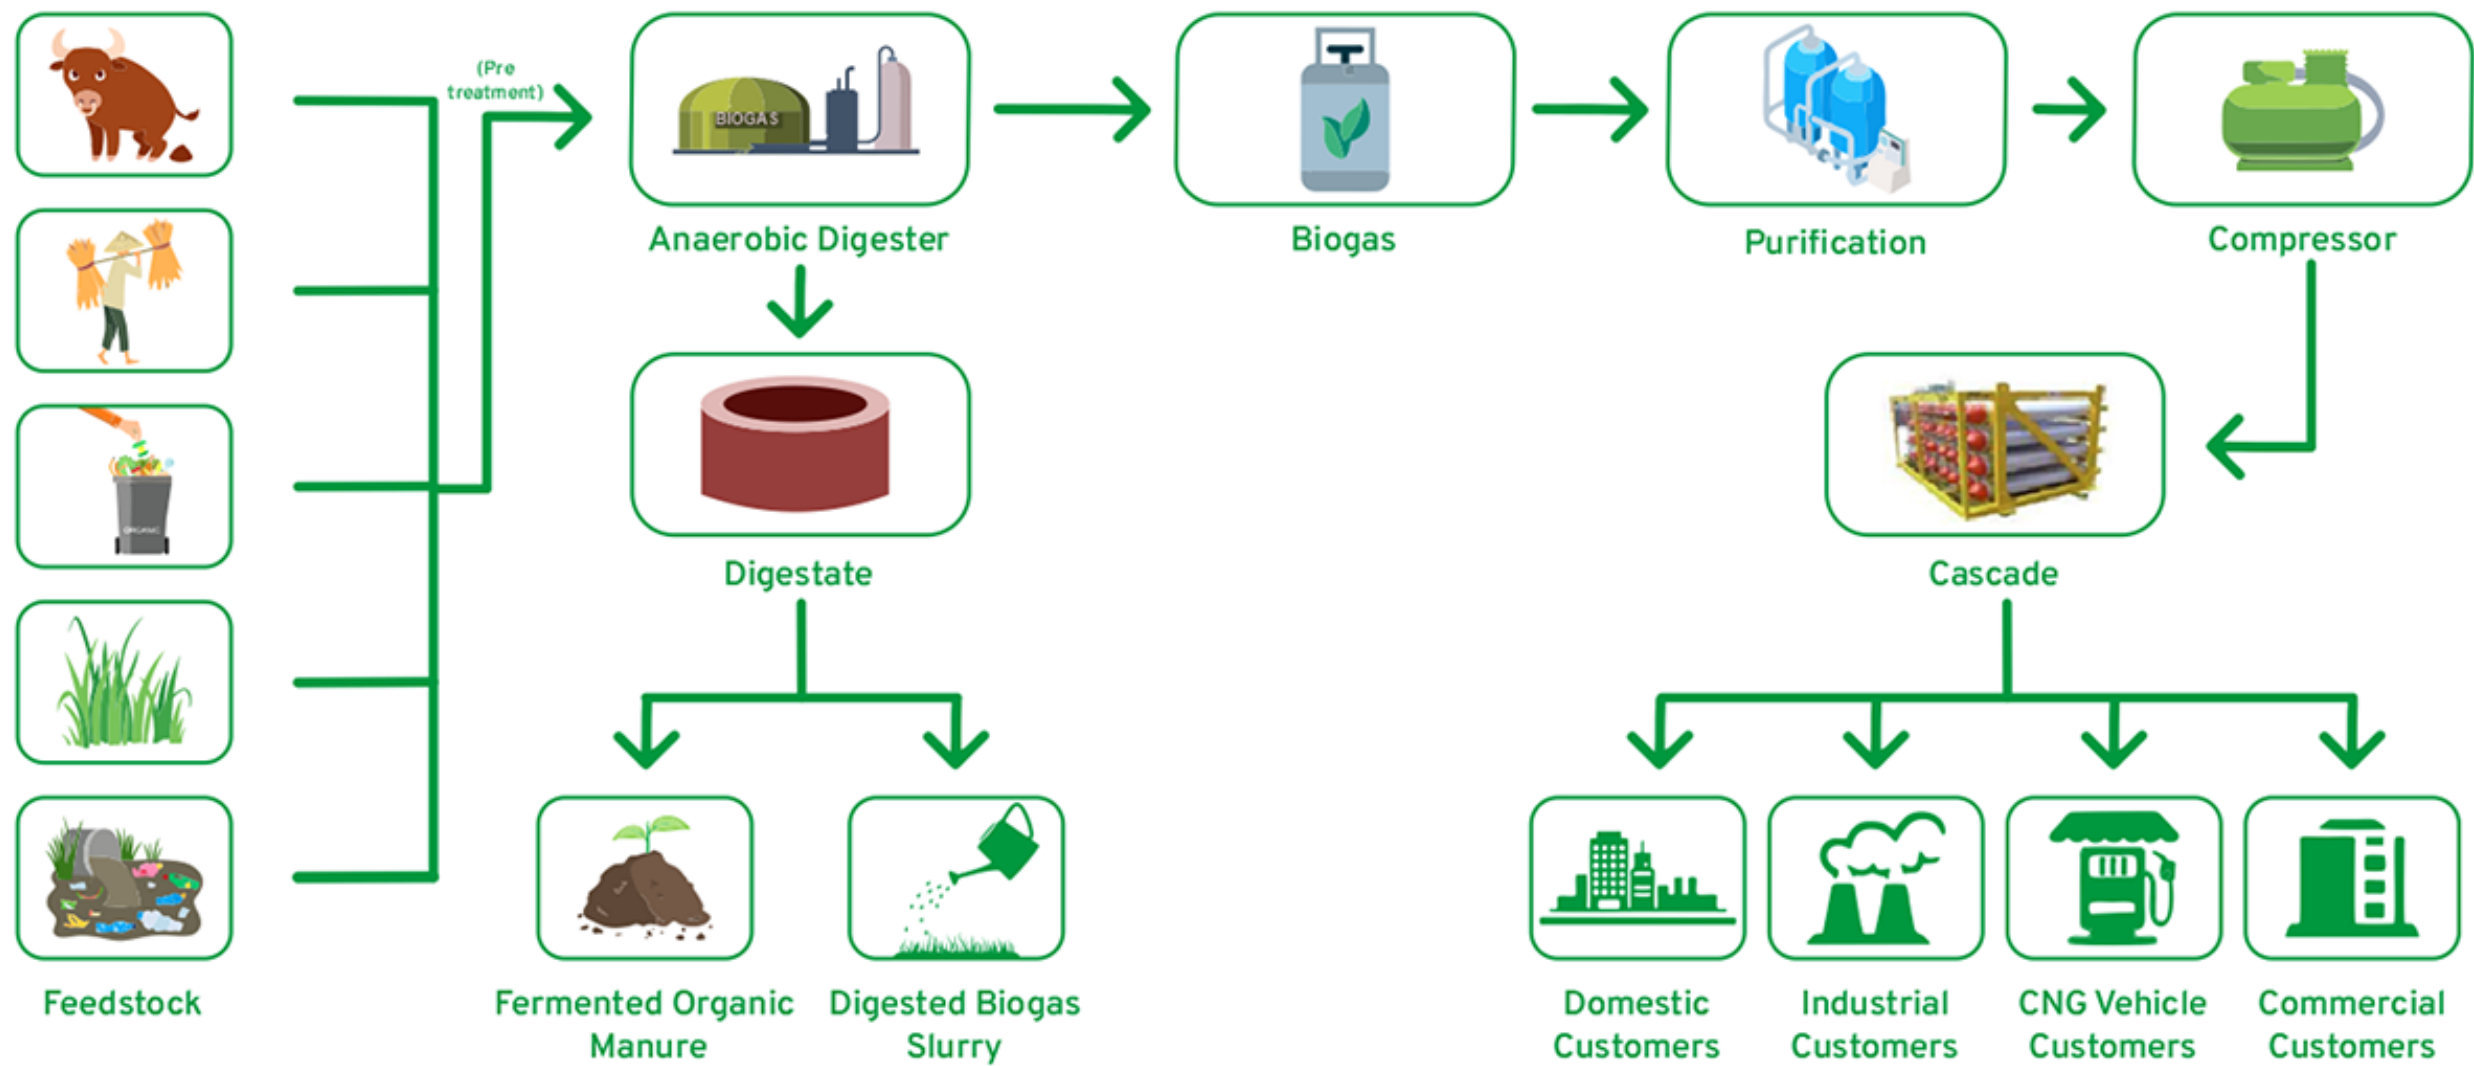 (Pre
treatment)
BIOGAS
Anaerobic Digester
Biogas
Purification
Compressor
ORGANIC
Digestate
Cascade
Feedstock
Fermented Organic
Manure
Digested Biogas
Slurry
Domestic
Customers
Industrial
Customers
CNG Vehicle
Customers
Commercial
Customers